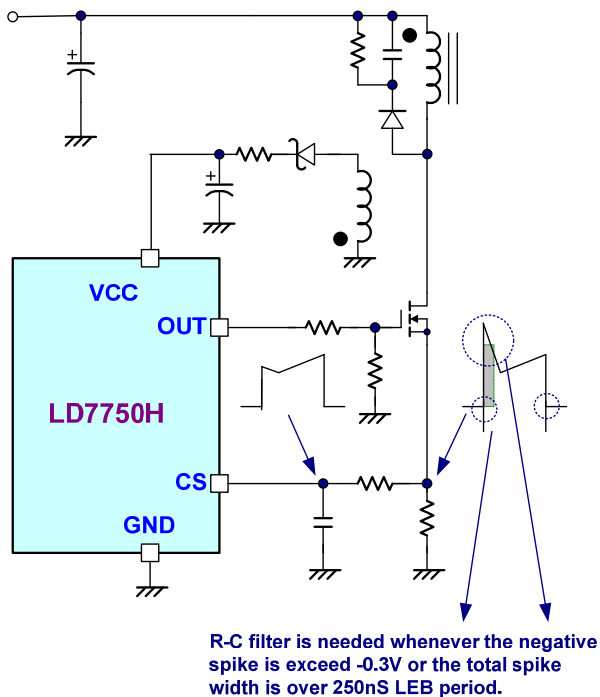 VCC
OUT
LD7750H
CS
GND
R-C filter is needed whenever the negative
spike is exceed -0.3V or the total spike
width is over 250nS LEB period.